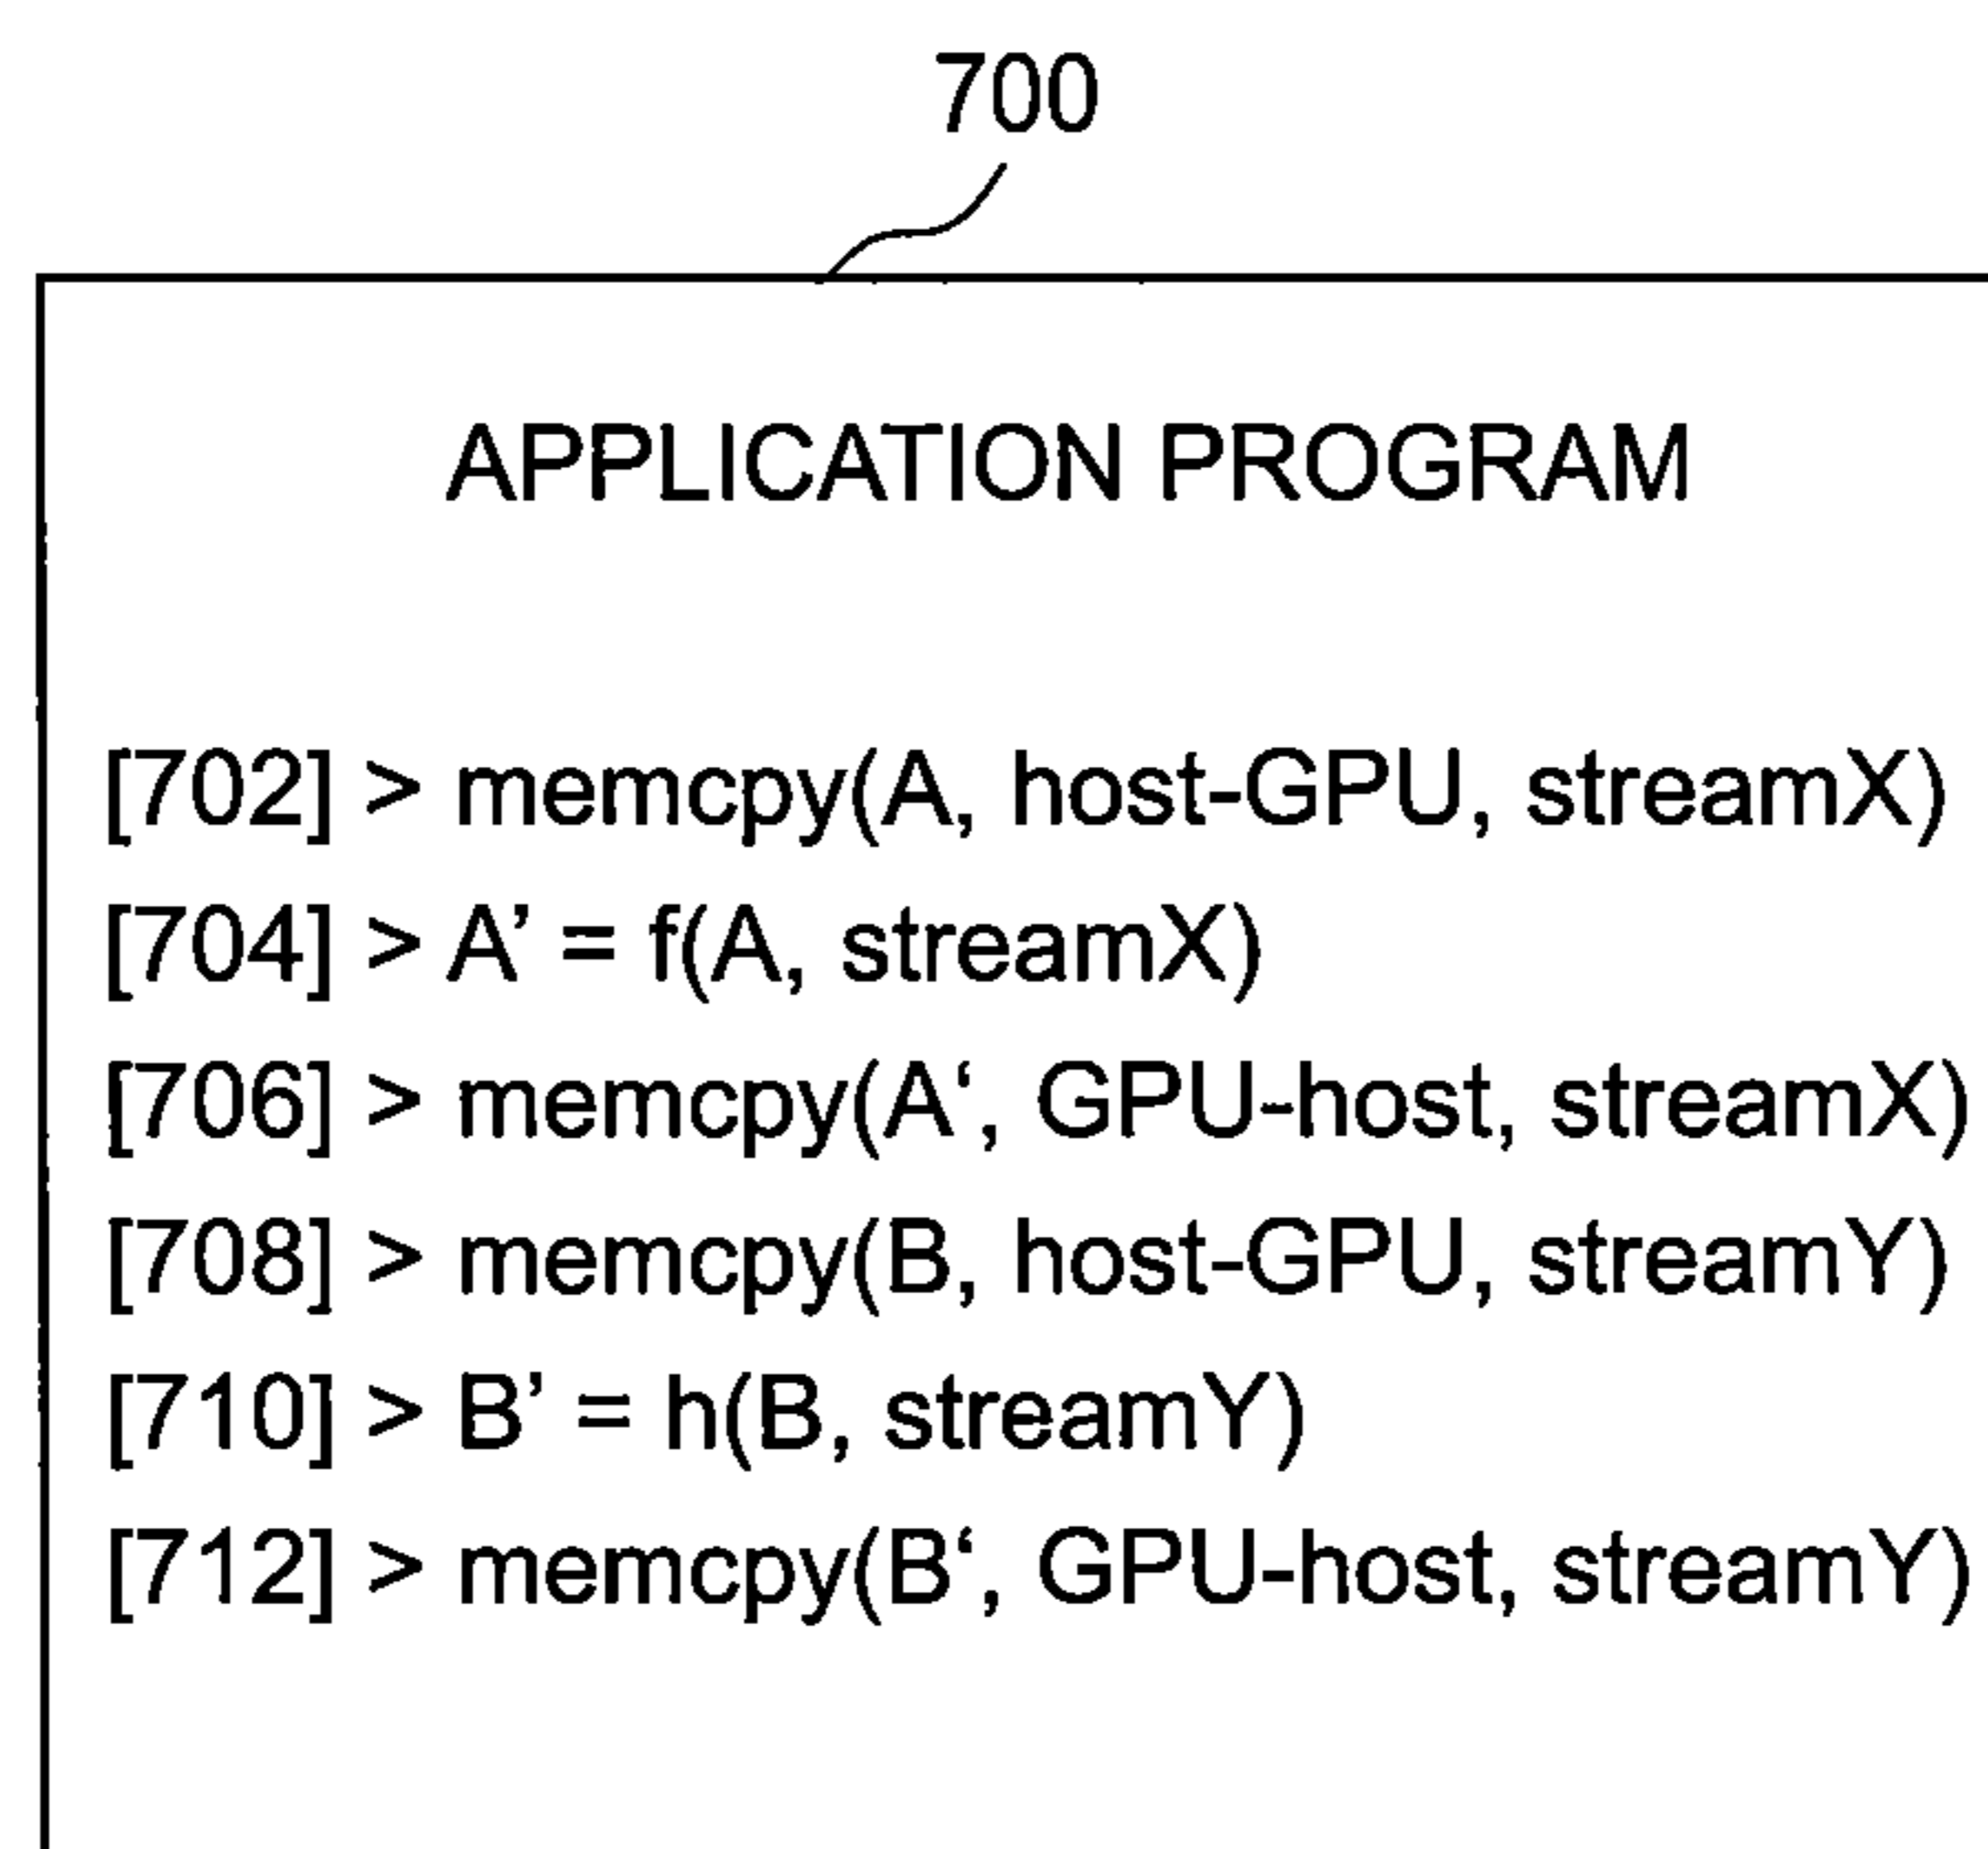 700
APPLICATION PROGRAM
[702] > memcpy(A, host-GPU, streamX)
[704] > A’ = f(A, streamX)
[706] > memcpy(A‘, GPU-host, streamX)
[708] > memcpy(B, host-GPU, streamY)
[710] > B’ = h(B, streamY)
[712] > memcpy(B‘, GPU-host, streamY)